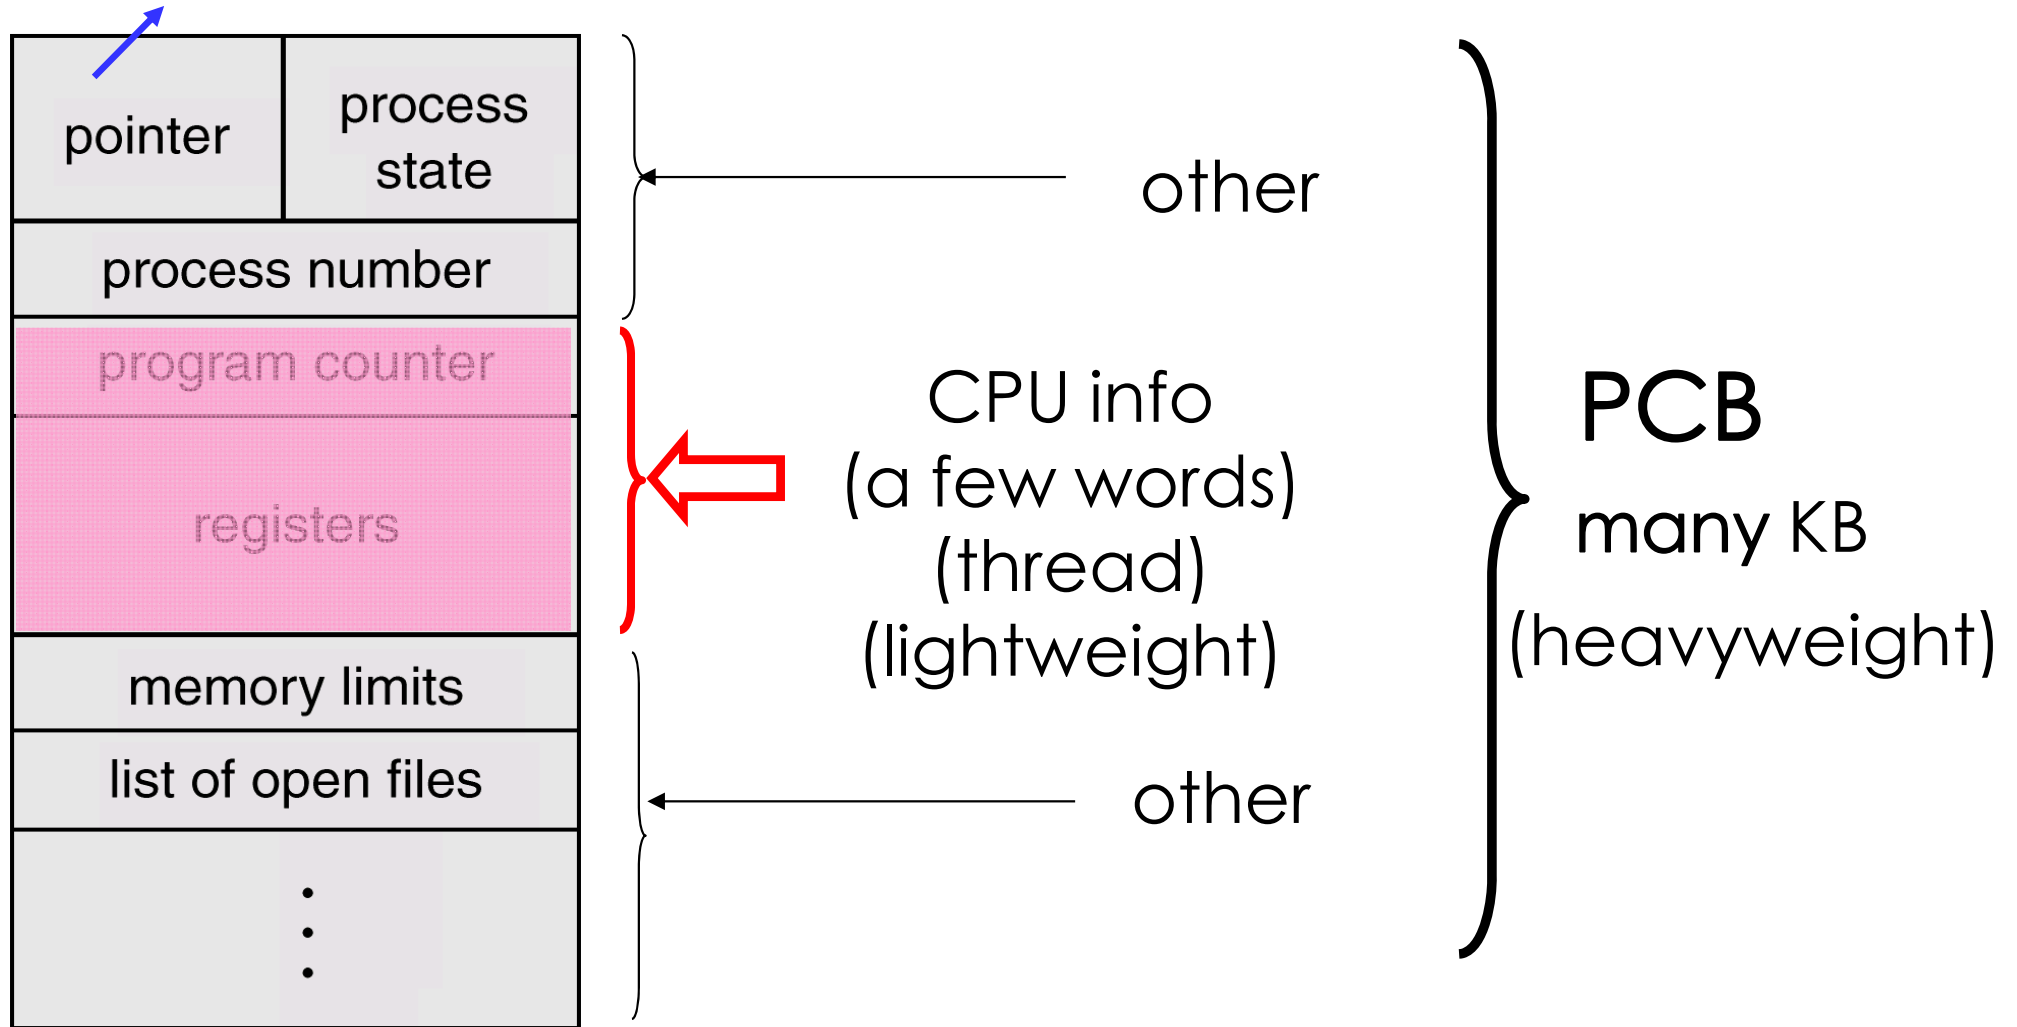 pointer
process
state
process number
program counter
registers
memory limits
list of open files
other
CPU info
(a few words)
(thread)
(lightweight)
other
PCB
many KB
(heavyweight)